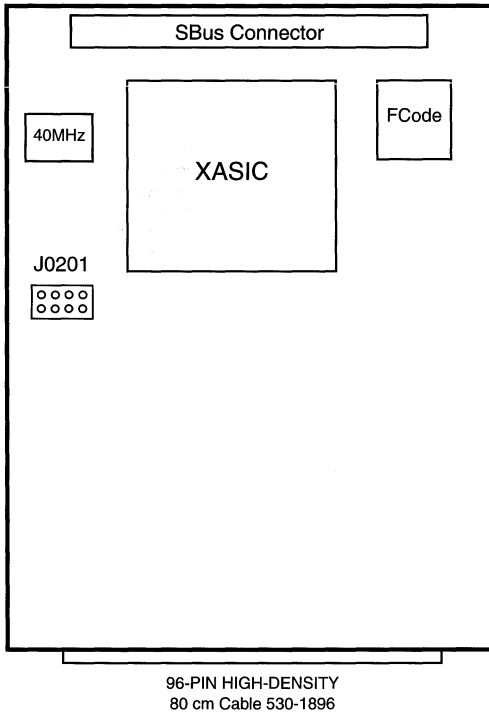 SBus Connector
40MHz
XASIC
FCode
J0201
96-PIN HIGH-DENSITY
80 cm Cable 530-1896